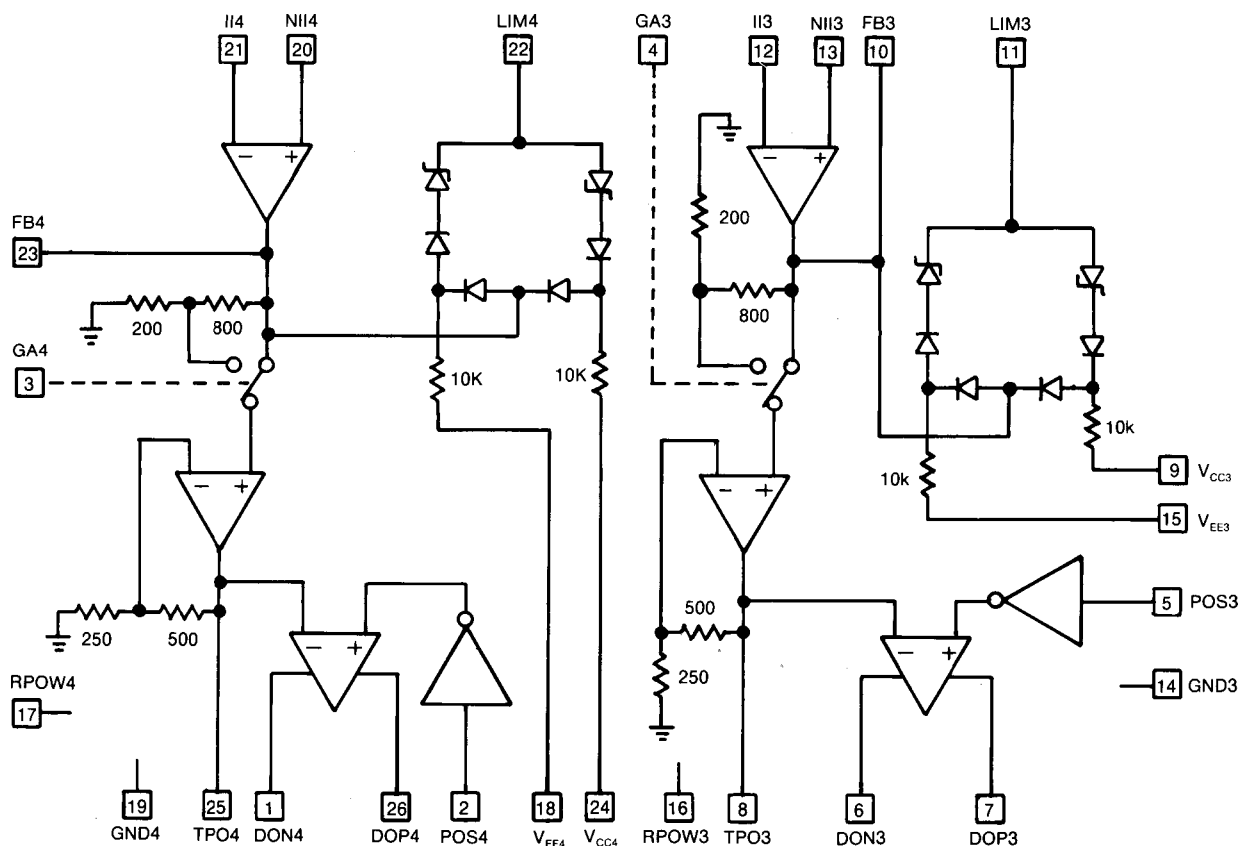 II4 NII4 LIM4 GA3 II3 NII3 FB3 LIM3
21 20 22 4 12 13 10 11
− +
− +
200
FB4
23
200 800
800
GA4
3
10K 10K
10k
10k
9 VCC3
15 VEE3
− +
− +
250 500
500
250
5 POS3
− +
− +
14 GND3
RPOW4
17
19 25 1 26 2 18 24 16 8 6 7
GND4 TPO4 DON4 DOP4 POS4 VEE4 VCC4 RPOW3 TPO3 DON3 DOP3